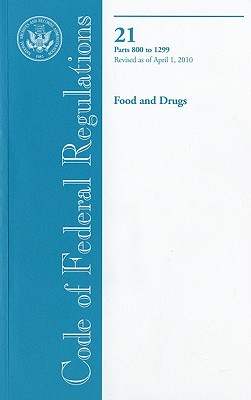 21
Parts 800 to 1299
Revised as of April 1, 2010
Food and Drugs
Code of Federal Regulations